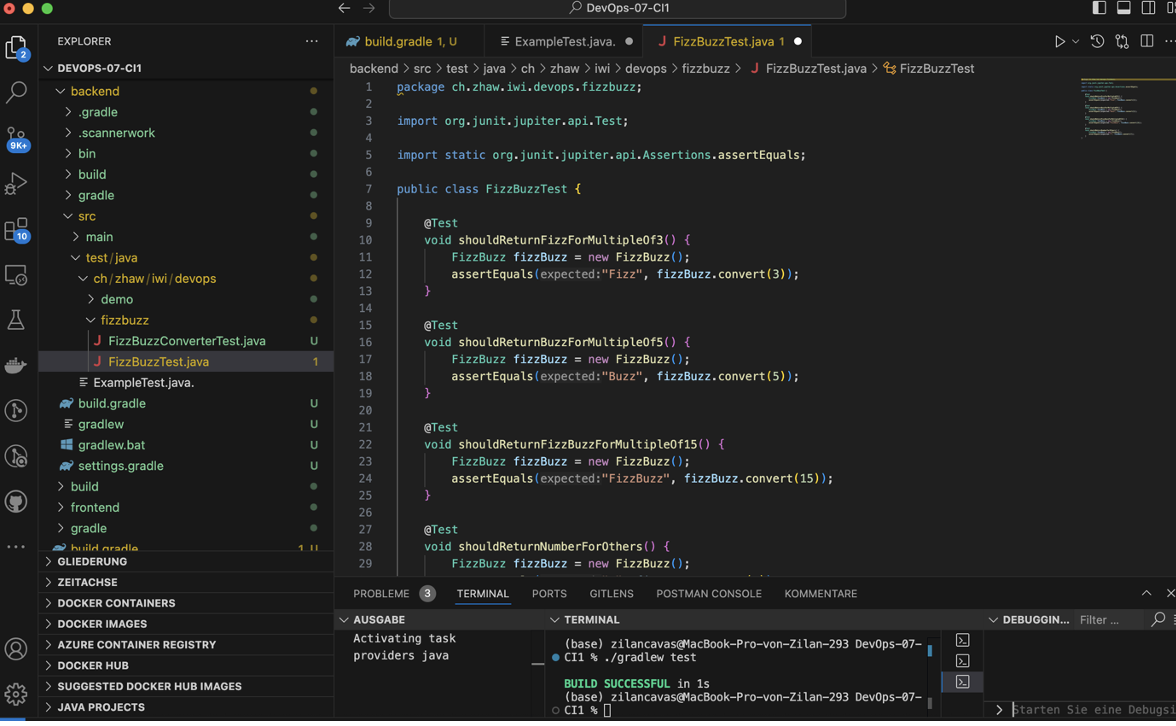 DevOps-07-CI1
EXPLORER
build.gradle 1, U
ExampleTest.java.
FizzBuzzTest.java 1
DEVOPS-07-CI1
backend > src > test > java > ch > zhaw > iwi > devops > fizzbuzz > FizzBuzzTest.java > FizzBuzzTest
2
9K+
10
backend
.gradle
.scannerwork
bin
build
gradle
src
main
test/java
ch/zhaw/iwi/devops
demo
fizzbuzz
FizzBuzzConverterTest.java U
FizzBuzzTest.java 1
ExampleTest.java.
build.gradle U
gradlew U
gradlew.bat U
settings.gradle U
build
frontend
gradle
build.gradle 1, U
GLIEDERUNG
ZEITACHSE
DOCKER CONTAINERS
DOCKER IMAGES
AZURE CONTAINER REGISTRY
DOCKER HUB
SUGGESTED DOCKER HUB IMAGES
JAVA PROJECTS
1 package ch.zhaw.iwi.devops.fizzbuzz;
2
3 import org.junit.jupiter.api.Test;
4
5 import static org.junit.jupiter.api.Assertions.assertEquals;
6
7 public class FizzBuzzTest {
8
9 @Test
10 void shouldReturnFizzForMultipleOf3() {
11 FizzBuzz fizzBuzz = new FizzBuzz();
12 assertEquals(expected:"Fizz", fizzBuzz.convert(3));
13 }
14
15 @Test
16 void shouldReturnBuzzForMultipleOf5() {
17 FizzBuzz fizzBuzz = new FizzBuzz();
18 assertEquals(expected:"Buzz", fizzBuzz.convert(5));
19 }
20
21 @Test
22 void shouldReturnFizzBuzzForMultipleOf15() {
23 FizzBuzz fizzBuzz = new FizzBuzz();
24 assertEquals(expected:"FizzBuzz", fizzBuzz.convert(15));
25 }
26
27 @Test
28 void shouldReturnNumberForOthers() {
29 FizzBuzz fizzBuzz = new FizzBuzz();
PROBLEME 3 TERMINAL PORTS GITLENS POSTMAN CONSOLE KOMMENTARE
AUSGABE
Activating task
providers java
TERMINAL
(base) zilancavas@MacBook-Pro-von-Zilan-293 DevOps-07-
CI1 % ./gradlew test
BUILD SUCCESSFUL in 1s
(base) zilancavas@MacBook-Pro-von-Zilan-293 DevOps-07-
CI1 %
DEBUGGIN... Filter ...
Starten Sie eine Debugsi